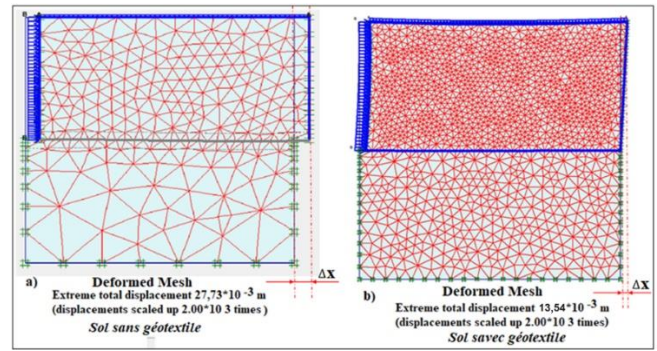 ΔX
a)
Deformed Mesh
Extreme total displacement 27,73*10 -3 m
(displacements scaled up 2.00*10 3 times )
Sol sans géotextile
ΔX
b)
Deformed Mesh
Extreme total displacement 13,54*10 -3 m
(displacements scaled up 2.00*10 3 times)
Sol savec géotextile